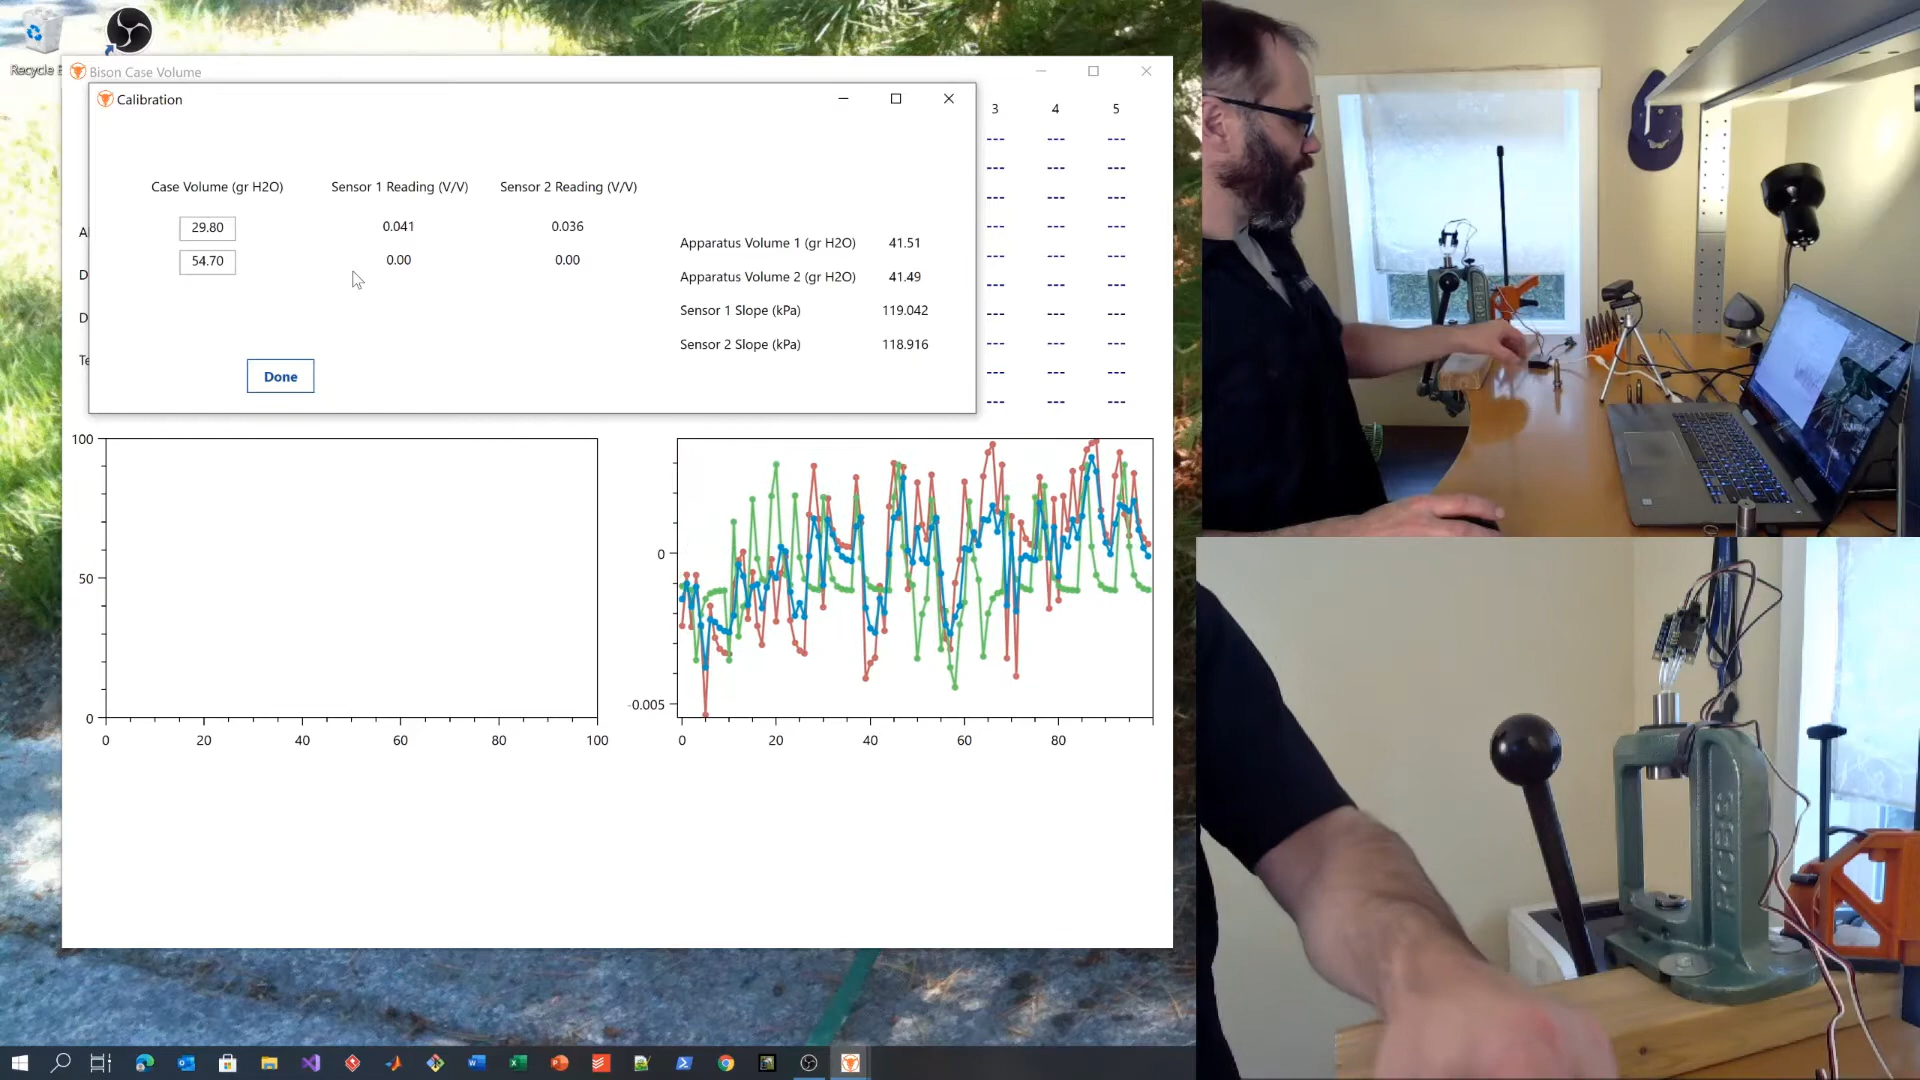 Recycle B
Bison Case Volume
Calibration
3 4 5
--- --- ---
--- --- ---
--- --- ---
--- --- ---
--- --- ---
--- --- ---
--- --- ---
--- --- ---
--- --- ---
--- --- ---
Case Volume (gr H2O) Sensor 1 Reading (V/V) Sensor 2 Reading (V/V)
29.80 0.041 0.036
54.70 0.00 0.00
Apparatus Volume 1 (gr H2O) 41.51
Apparatus Volume 2 (gr H2O) 41.49
Sensor 1 Slope (kPa) 119.042
Sensor 2 Slope (kPa) 118.916
D
D
Te
Done
100
50
0
0 20 40 60 80 100
0
-0.005
0 20 40 60 80
RCBS